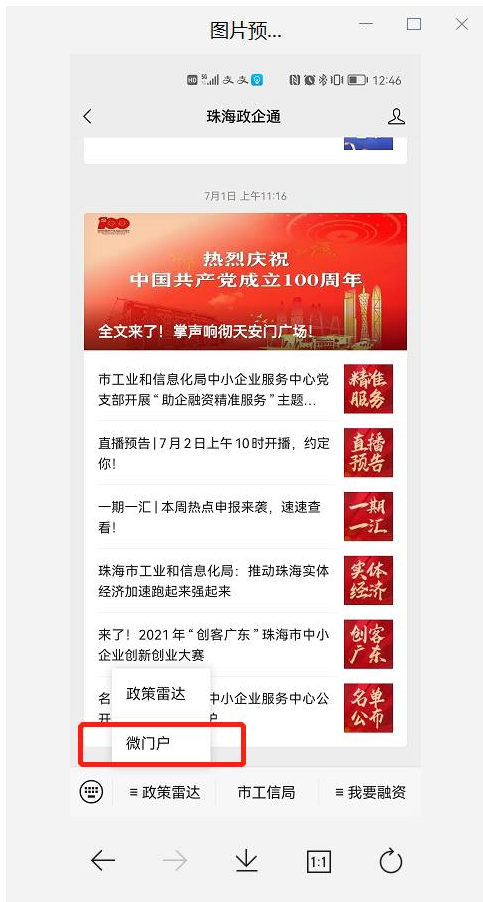 图片预...
HD 5G 12:46
珠海政企通
7月1日 上午11:16
100
热烈庆祝
中国共产党成立100周年
全文来了！掌声响彻天安门广场！
市工业和信息化局中小企业服务中心党
支部开展“助企融资精准服务”主题...
精准
服务
直播预告|7月2日上午10时开播，约定
你！
直播
预告
一期一汇|本周热点申报来袭，速速查
看！
一期
一汇
珠海市工业和信息化局：推动珠海实体
经济加速跑起来强起来
实体
经济
来了！2021年“创客广东”珠海市中小
企业创新创业大赛
创客
广东
名
中小企业服务中心公
开
护
名单
公布
政策雷达
微门户
≡ 政策雷达
市工信局
≡ 我要融资
1:1